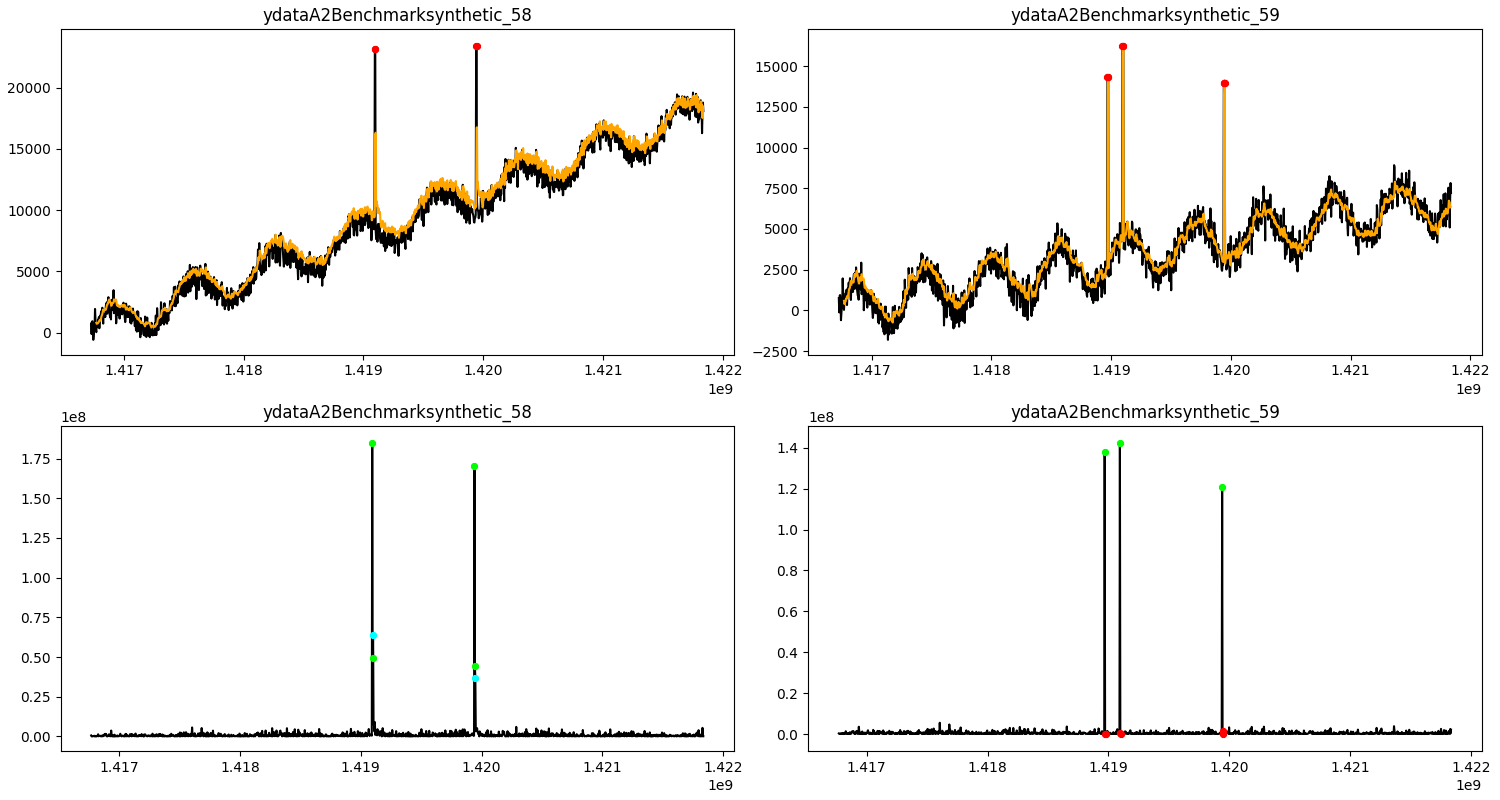 ydataA2Benchmarksynthetic_58
20000
15000
10000
5000
0
1.417 1.418 1.419 1.420 1.421 1.422
1e9
ydataA2Benchmarksynthetic_59
15000
12500
10000
7500
5000
2500
0
−2500
1.417 1.418 1.419 1.420 1.421 1.422
1e9
ydataA2Benchmarksynthetic_58
1e8
1.75
1.50
1.25
1.00
0.75
0.50
0.25
0.00
1.417 1.418 1.419 1.420 1.421 1.422
1e9
ydataA2Benchmarksynthetic_59
1e8
1.4
1.2
1.0
0.8
0.6
0.4
0.2
0.0
1.417 1.418 1.419 1.420 1.421 1.422
1e9